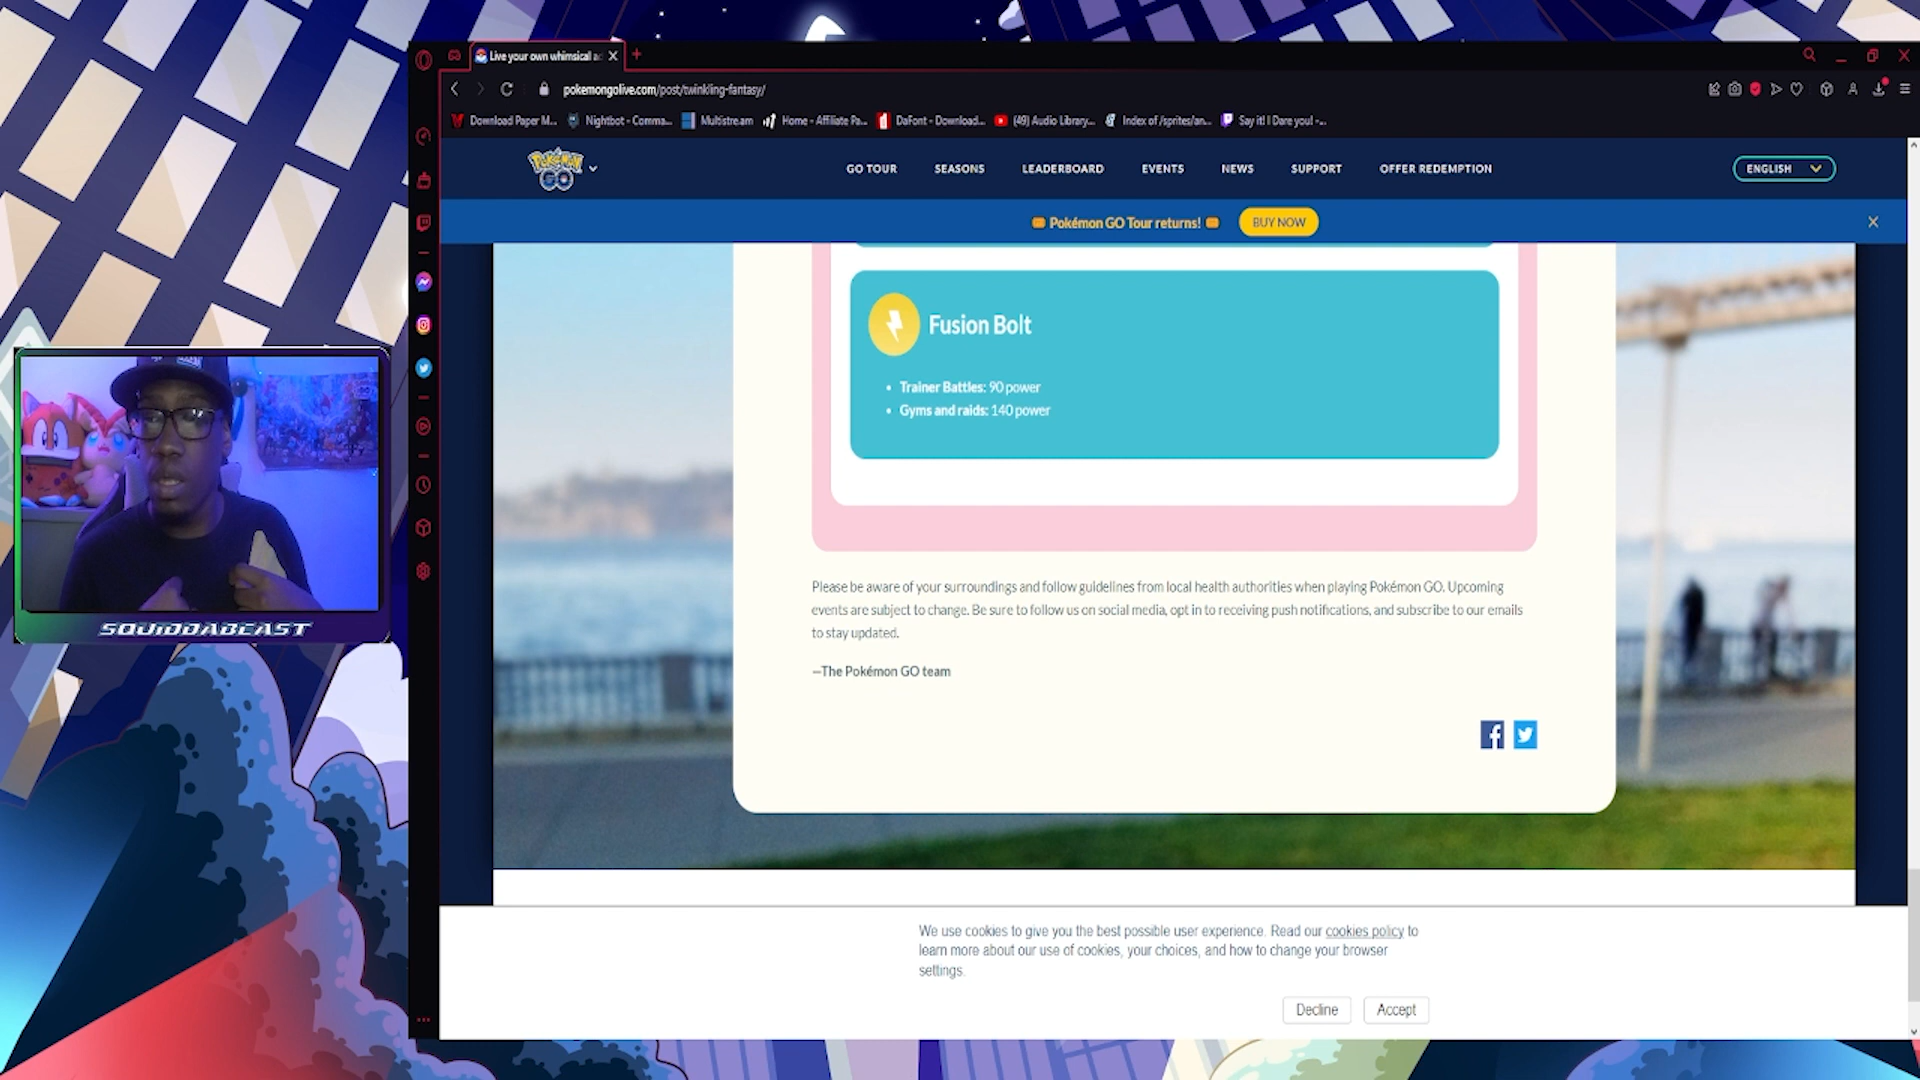 Live your own whimsical a
pokemongolive.com/post/twinkling-fantasy/
Download Paper M...
Nightbot - Comma...
Multistream
Home - Affiliate Pa...
DaFont - Download...
(49) Audio Library...
Index of /sprites/an...
Say it! I Dare you! -...
POKÉMON
GO
GO TOUR
SEASONS
LEADERBOARD
EVENTS
NEWS
SUPPORT
OFFER REDEMPTION
ENGLISH
Pokémon GO Tour returns!
BUY NOW
Fusion Bolt
• Trainer Battles: 90 power
• Gyms and raids: 140 power
Please be aware of your surroundings and follow guidelines from local health authorities when playing Pokémon GO. Upcoming
events are subject to change. Be sure to follow us on social media, opt in to receiving push notifications, and subscribe to our emails
to stay updated.
—The Pokémon GO team
SQUIDDABEAST
We use cookies to give you the best possible user experience. Read our cookies policy to
learn more about our use of cookies, your choices, and how to change your browser
settings.
Decline
Accept